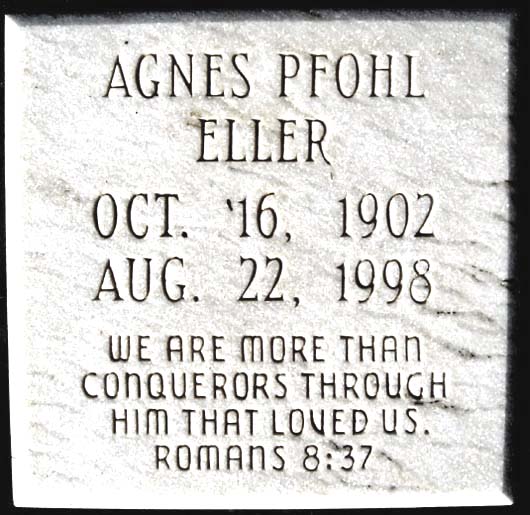 AGNES PFOHL
ELLER
OCT. 16, 1902
AUG. 22, 1998
WE ARE MORE THAN
CONQUERORS THROUGH
HIM THAT LOVED US.
ROMANS 8:37